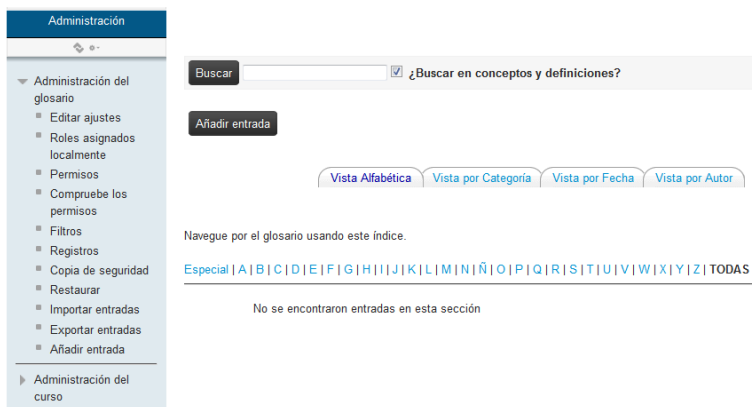 Administración
Administración del
glosario
Editar ajustes
Roles asignados
localmente
Permisos
Compruebe los
permisos
Filtros
Registros
Copia de seguridad
Restaurar
Importar entradas
Exportar entradas
Añadir entrada
Administración del
curso
Buscar ¿Buscar en conceptos y definiciones?
Añadir entrada
Vista Alfabética Vista por Categoría Vista por Fecha Vista por Autor
Navegue por el glosario usando este índice.
Especial | A | B | C | D | E | F | G | H | I | J | K | L | M | N | Ñ | O | P | Q | R | S | T | U | V | W | X | Y | Z | TODAS
No se encontraron entradas en esta sección